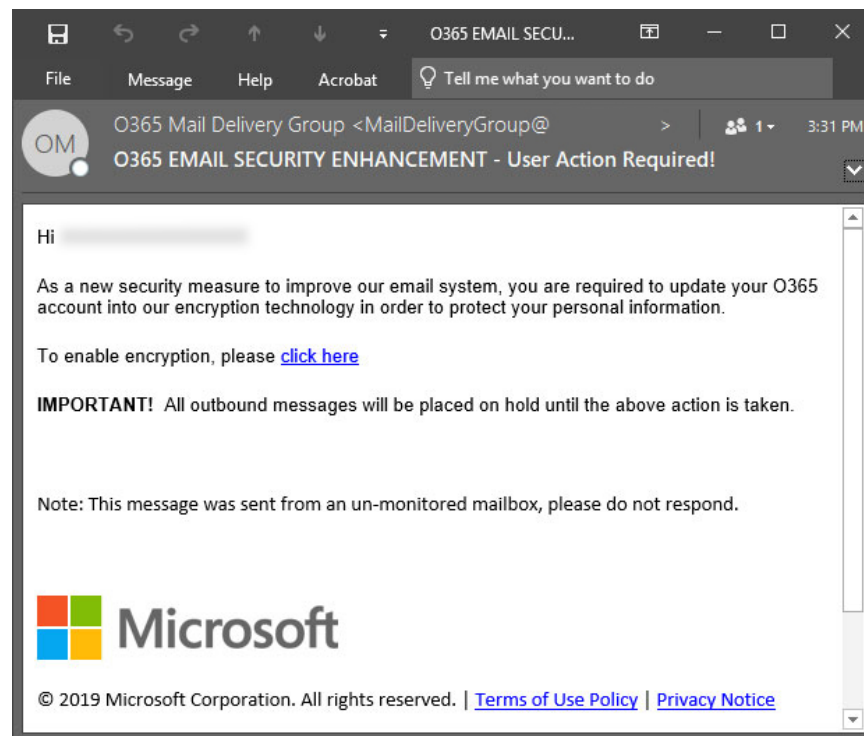 O365 EMAIL SECU...
File Message Help Acrobat Tell me what you want to do
OM
O365 Mail Delivery Group <MailDeliveryGroup@ > 1 3:31 PM
O365 EMAIL SECURITY ENHANCEMENT - User Action Required!
Hi
As a new security measure to improve our email system, you are required to update your O365
account into our encryption technology in order to protect your personal information.
To enable encryption, please click here
IMPORTANT! All outbound messages will be placed on hold until the above action is taken.
Note: This message was sent from an un-monitored mailbox, please do not respond.
Microsoft
© 2019 Microsoft Corporation. All rights reserved. | Terms of Use Policy | Privacy Notice